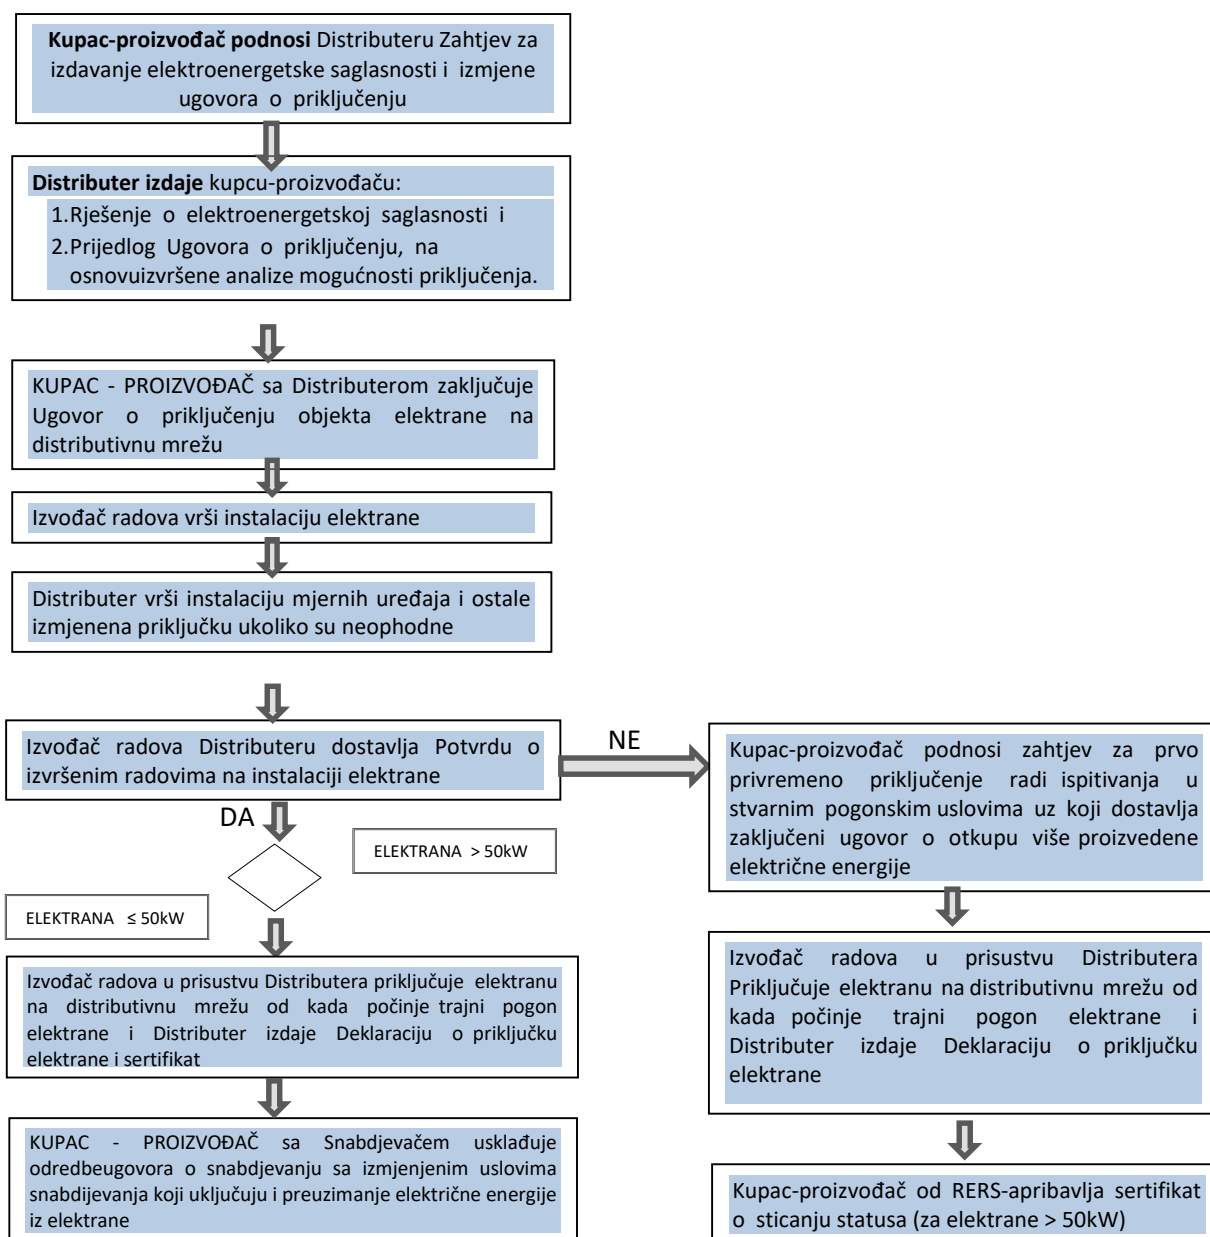 Kupac-proizvođač podnosi Distributeru Zahtjev za
izdavanje elektroenergetske saglasnosti i izmjene
ugovora o priključenju
Distributer izdaje kupcu-proizvođaču:
1.Rješenje o elektroenergetskoj saglasnosti i
2.Prijedlog Ugovora o priključenju, na
osnovuizvršene analize mogućnosti priključenja.
KUPAC - PROIZVOĐAČ sa Distributerom zaključuje
Ugovor o priključenju objekta elektrane na
distributivnu mrežu
Izvođač radova vrši instalaciju elektrane
Distributer vrši instalaciju mjernih uređaja i ostale
izmjenena priključku ukoliko su neophodne
Izvođač radova Distributeru dostavlja Potvrdu o
izvršenim radovima na instalaciji elektrane
NE
DA
ELEKTRANA > 50kW
ELEKTRANA ≤ 50kW
Izvođač radova u prisustvu Distributera priključuje elektranu
na distributivnu mrežu od kada počinje trajni pogon
elektrane i Distributer izdaje Deklaraciju o priključku
elektrane i sertifikat
KUPAC - PROIZVOĐAČ sa Snabdjevačem usklađuje
odredbeugovora o snabdjevanju sa izmjenjenim uslovima
snabdijevanja koji uključuju i preuzimanje električne energije
iz elektrane
Kupac-proizvođač podnosi zahtjev za prvo
privremeno priključenje radi ispitivanja u
stvarnim pogonskim uslovima uz koji dostavlja
zaključeni ugovor o otkupu više proizvedene
električne energije
Izvođač radova u prisustvu Distributera
Priključuje elektranu na distributivnu mrežu od
kada počinje trajni pogon elektrane i
Distributer izdaje Deklaraciju o priključku
elektrane
Kupac-proizvođač od RERS-apribavlja sertifikat
o sticanju statusa (za elektrane > 50kW)